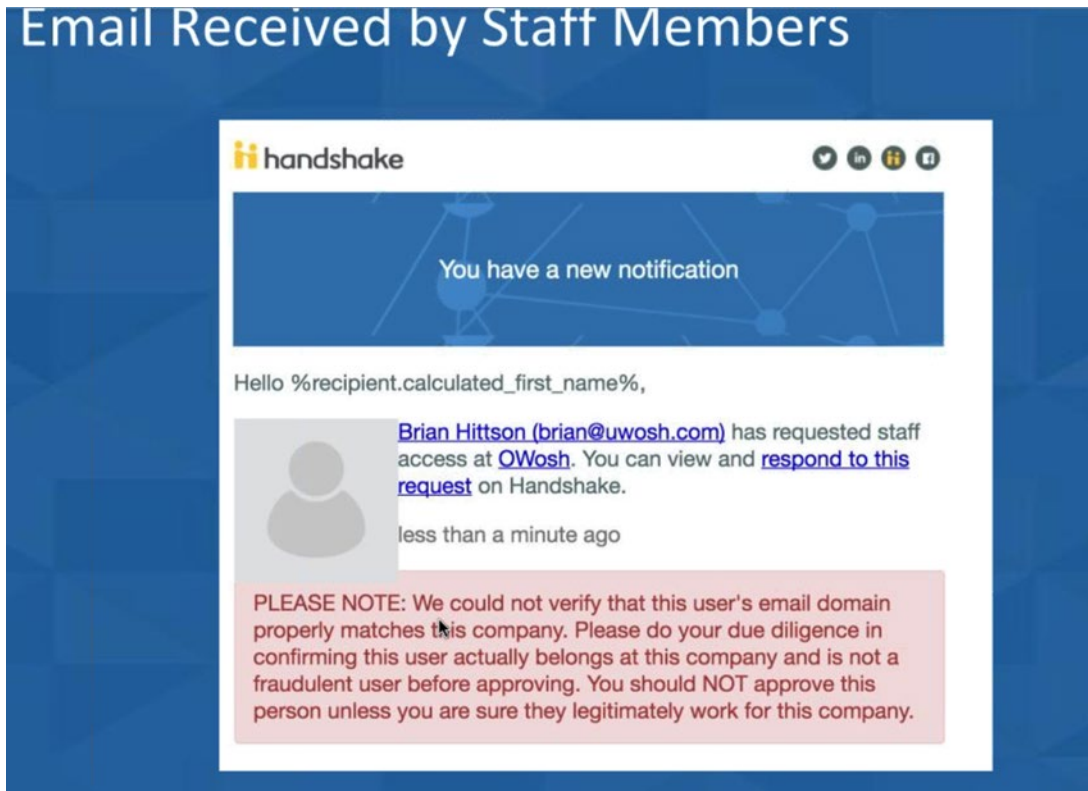 Email Received by Staff Members
handshake
You have a new notification
Hello %recipient.calculated_first_name%,
Brian Hittson (brian@uwosh.com) has requested staff
access at OWosh. You can view and respond to this
request on Handshake.
less than a minute ago
PLEASE NOTE: We could not verify that this user's email domain
properly matches this company. Please do your due diligence in
confirming this user actually belongs at this company and is not a
fraudulent user before approving. You should NOT approve this
person unless you are sure they legitimately work for this company.